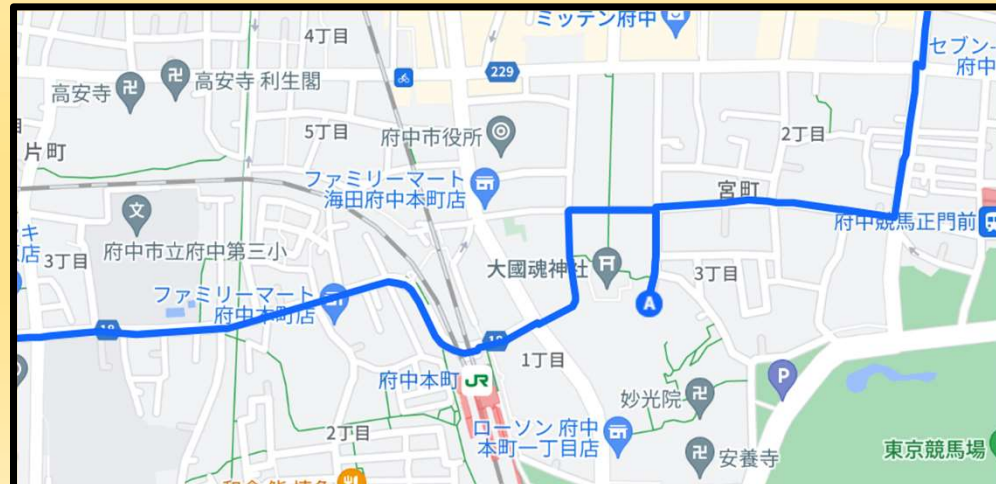 ミッテン府中
4丁目
セブン-
府中
229
高安寺
高安寺 利生閣
府中市役所
5丁目
2丁目
片町
ファミリーマート
海田府中本町店
宮町
文
府中競馬正門前
キ
店
3丁目
府中市立府中第三小
大國魂神社
3丁目
ファミリーマート
府中本町店
A
18
18
1丁目
府中本町
JR
P
妙光院
ローソン 府中
本町一丁目店
2丁目
安養寺
東京競馬場